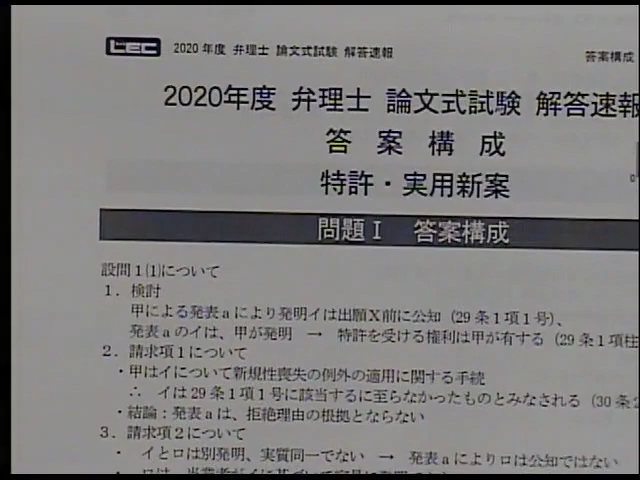 LEC 2020年度 弁理士 論文式試験 解答速報 答案構成
2020年度 弁理士 論文式試験 解答速報
答案構成
特許・実用新案
問題Ⅰ 答案構成
設問1(1)について
1．検討
甲による発表aにより発明イは出願X前に公知（29条1項1号）、
発表aのイは、甲が発明 → 特許を受ける権利は甲が有する（29条1項柱
2．請求項1について
・甲はイについて新規性喪失の例外の適用に関する手続
∴ イは29条1項1号に該当するに至らなかったものとみなされる（30条2
・結論：発表aは、拒絶理由の根拠とならない
3．請求項2について
・イとロは別発明、実質同一でない → 発表aによりロは公知ではない